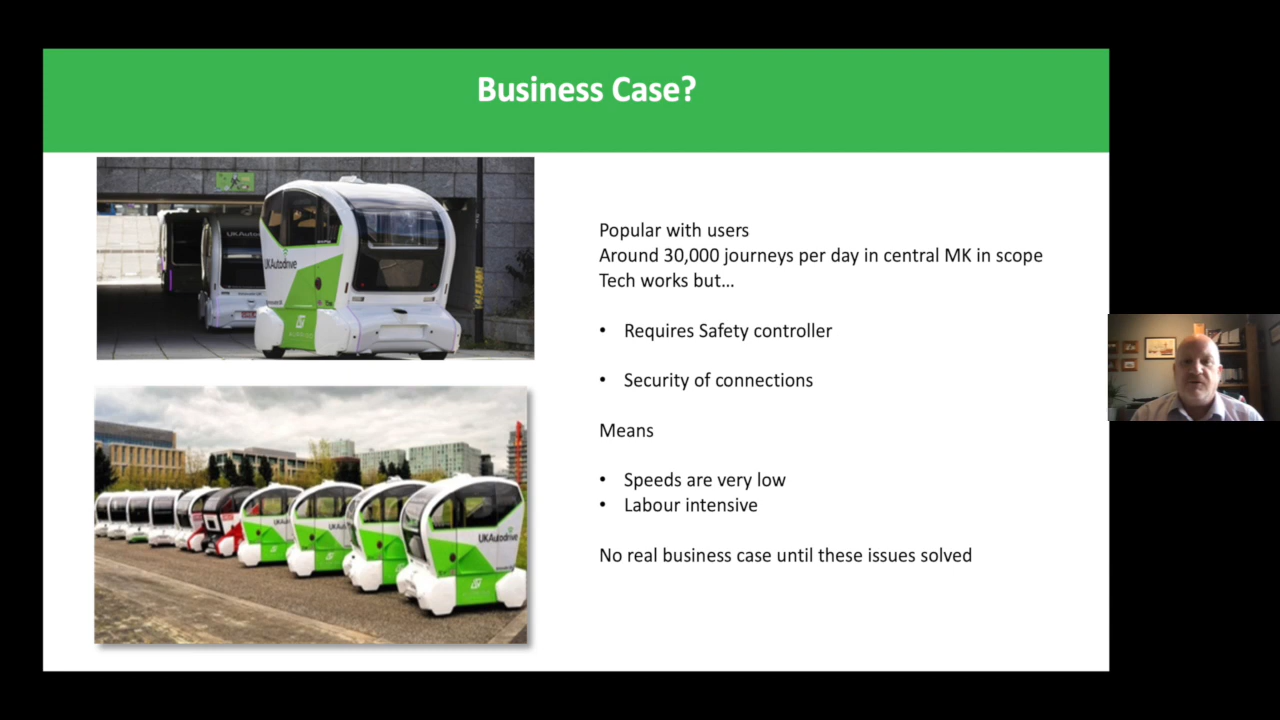 Business Case?
UKAutodrive
Popular with users
Around 30,000 journeys per day in central MK in scope
Tech works but...
• Requires Safety controller
• Security of connections
Means
• Speeds are very low
• Labour intensive
No real business case until these issues solved
UKAutodrive